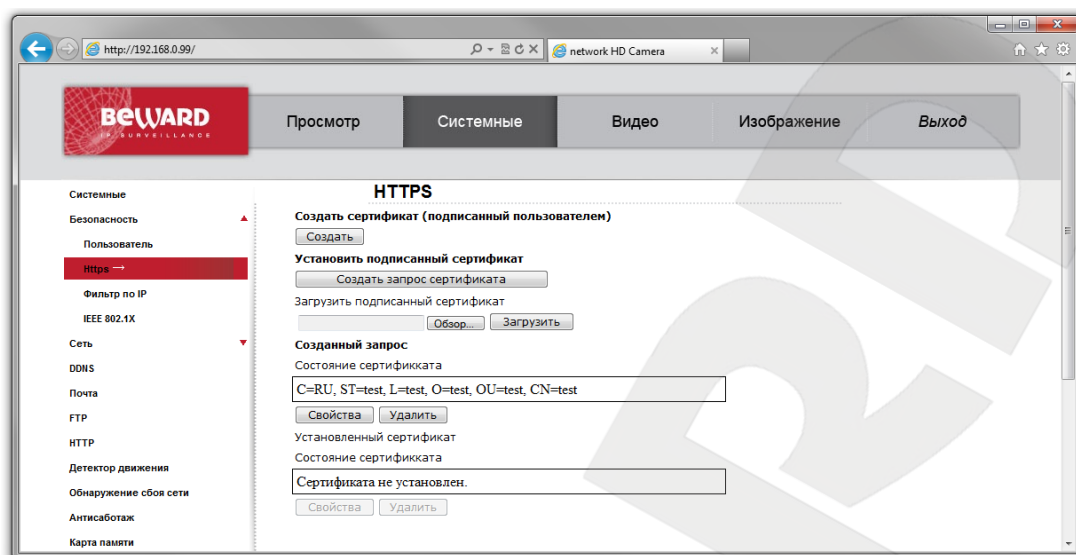 http://192.168.0.99/
network HD Camera
BEWARD
IP SURVEILLANCE
Просмотр
Системные
Видео
Изображение
Выход
Системные
Безопасность
Пользователь
Https →
Фильтр по IP
IEEE 802.1X
Сеть
DDNS
Почта
FTP
HTTP
Детектор движения
Обнаружение сбоя сети
Антисаботаж
Карта памяти
HTTPS
Создать сертификат (подписанный пользователем)
Создать
Установить подписанный сертификат
Создать запрос сертификата
Загрузить подписанный сертификат
Обзор... Загрузить
Созданный запрос
Состояние сертифкката
C=RU, ST=test, L=test, O=test, OU=test, CN=test
Свойства Удалить
Установленный сертификат
Состояние сертифкката
Сертификата не установлен.
Свойства Удалить